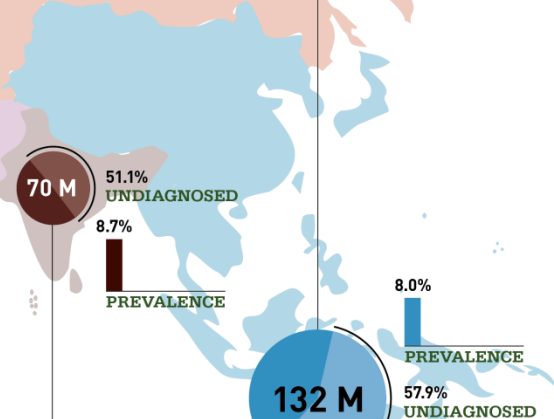 70 M
51.1%
UNDIAGNOSED
8.7%
PREVALENCE
8.0%
PREVALENCE
132 M
57.9%
UNDIAGNOSED